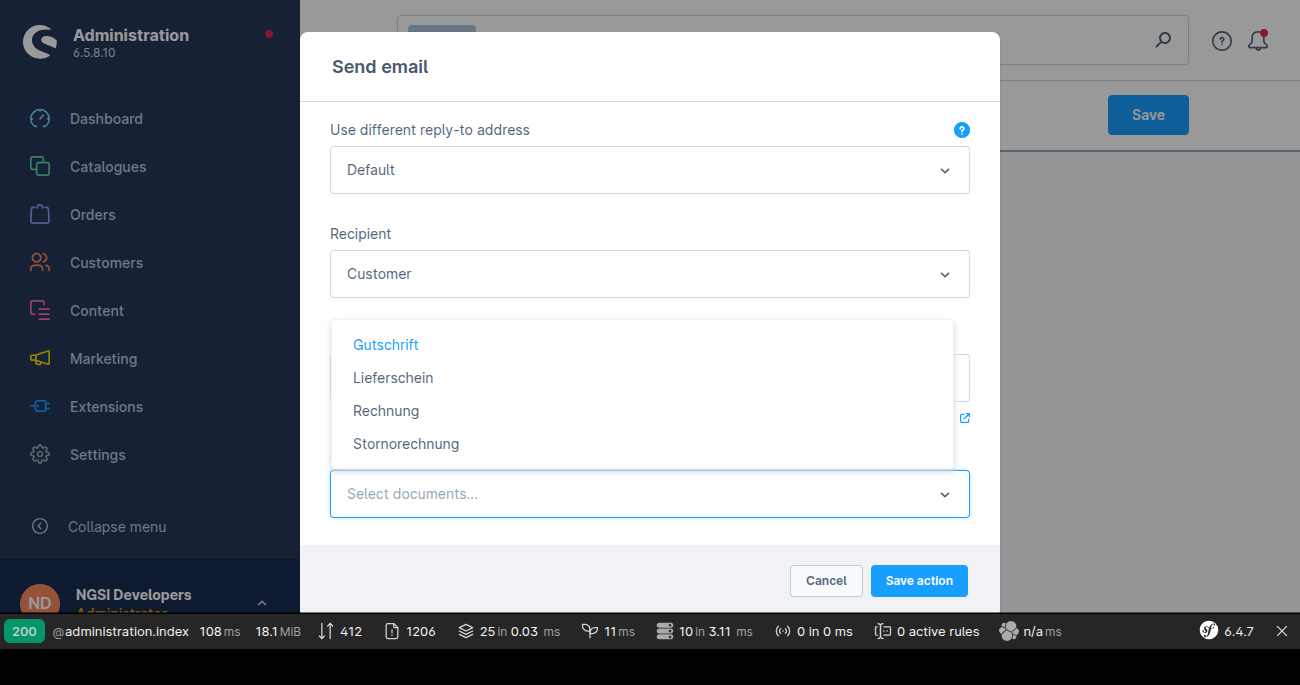 Administration
6.5.8.10
Send email
Use different reply-to address
?
Default
Save
Dashboard
Catalogues
Orders
Customers
Content
Marketing
Extensions
Settings
Collapse menu
Recipient
Customer
Gutschrift
Lieferschein
Rechnung
Stornorechnung
Select documents...
Cancel
Save action
ND
NGSI Developers
Administrator
200 @administration.index 108 ms 18.1 MiB 412 1206 25 in 0.03 ms 11 ms 10 in 3.11 ms 0 in 0 ms 0 active rules n/a ms sf 6.4.7